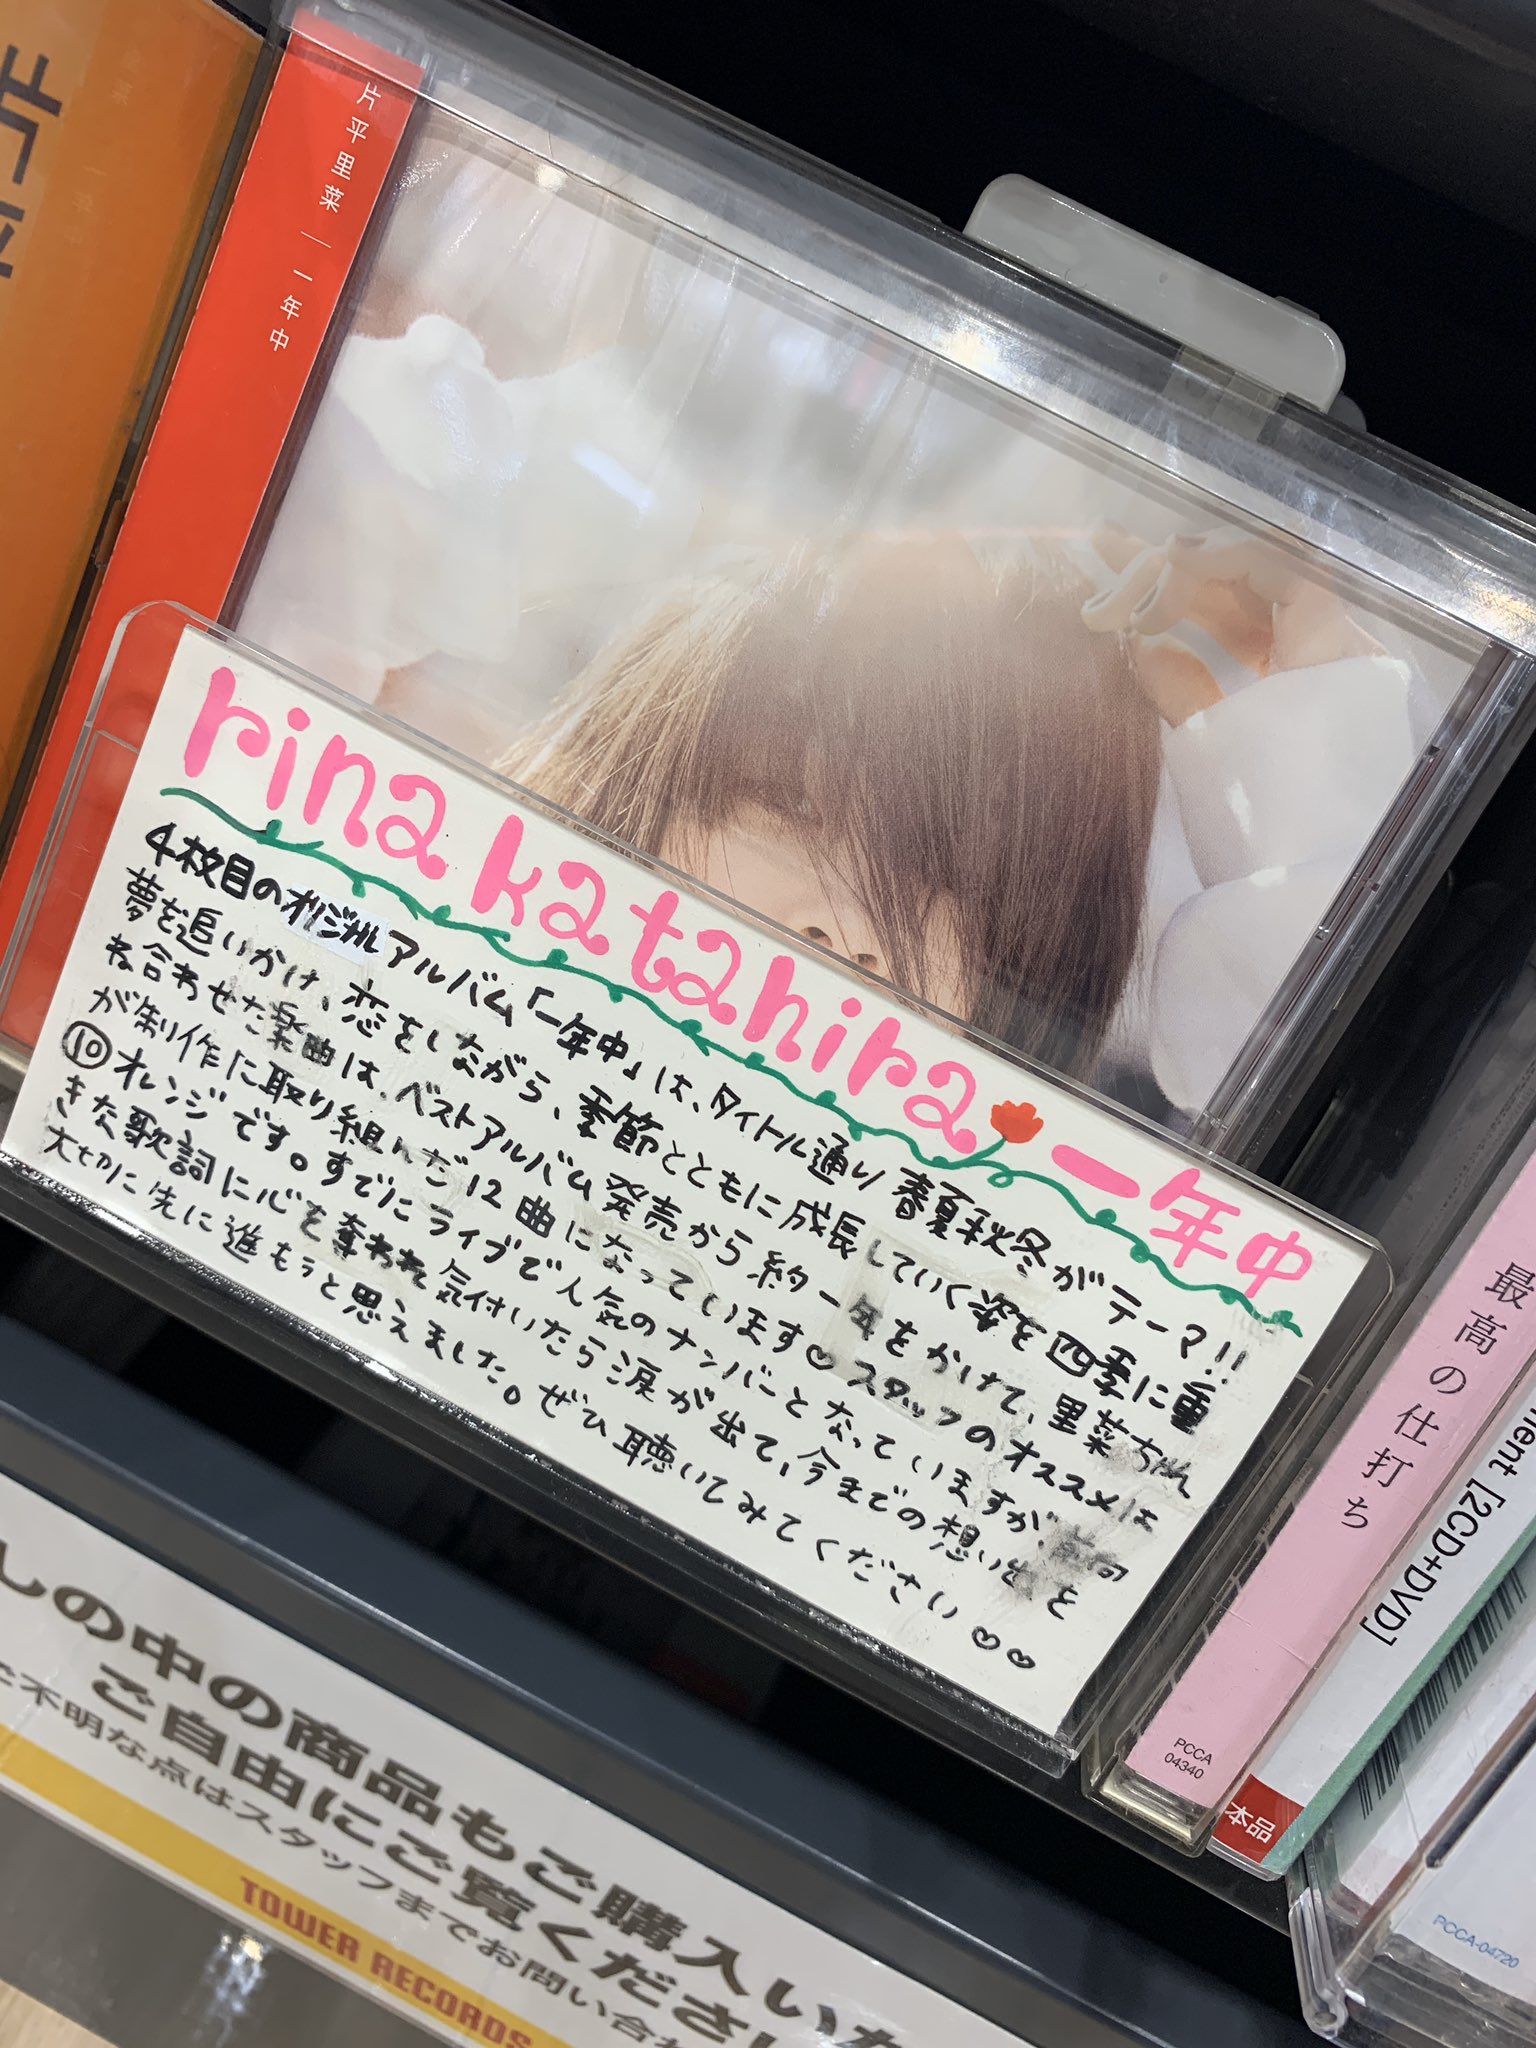 片平里菜 | 一年中
rina katahira 一年中
4枚目のオリジナルアルバム「一年中」は、タイトル通り春夏秋冬がテーマ!!
夢を追いかけ、恋をしながら、季節とともに成長していく姿を四季に重
ね合わせた楽曲は、ベストアルバム発売から約一年をかけて、里菜ちゃん
が制作に取り組んだ12曲になっています♡スタッフのオススメは
⑩オレンジです。すでにライブで人気のナンバーとなっていますが、前向
きな歌詞に心を奪われ気付いたら涙が出て、今までの想い出を
大切に先に進もうと思えました。ぜひ聴いてみてください♡♡
最高の仕打ち
PCCA
04340
ent [2CD+DVD]
本品
PCCA-04720
んの中の商品もご購入いた
ご自由にご覧ください
不明な点はスタッフまでお問い合わ
TOWER RECORDS